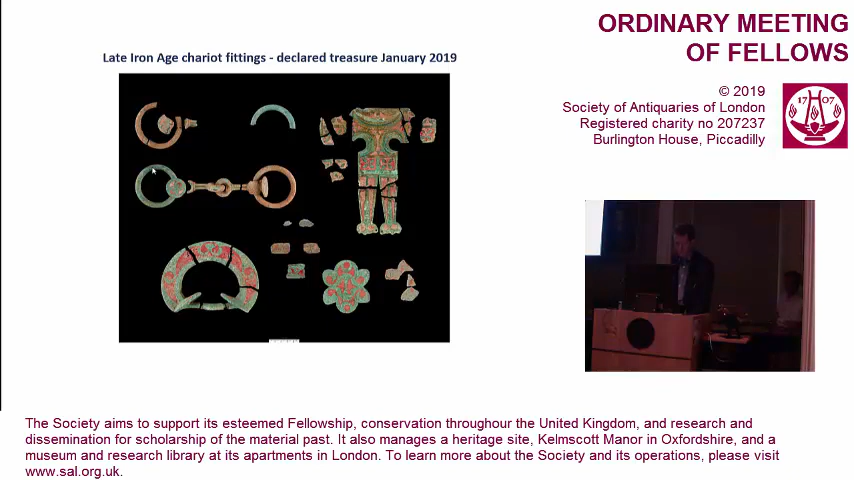 ORDINARY MEETING
OF FELLOWS
Late Iron Age chariot fittings - declared treasure January 2019
© 2019
Society of Antiquaries of London
Registered charity no 207237
Burlington House, Piccadilly
17 07
The Society aims to support its esteemed Fellowship, conservation throughour the United Kingdom, and research and
dissemination for scholarship of the material past. It also manages a heritage site, Kelmscott Manor in Oxfordshire, and a
museum and research library at its apartments in London. To learn more about the Society and its operations, please visit
www.sal.org.uk.